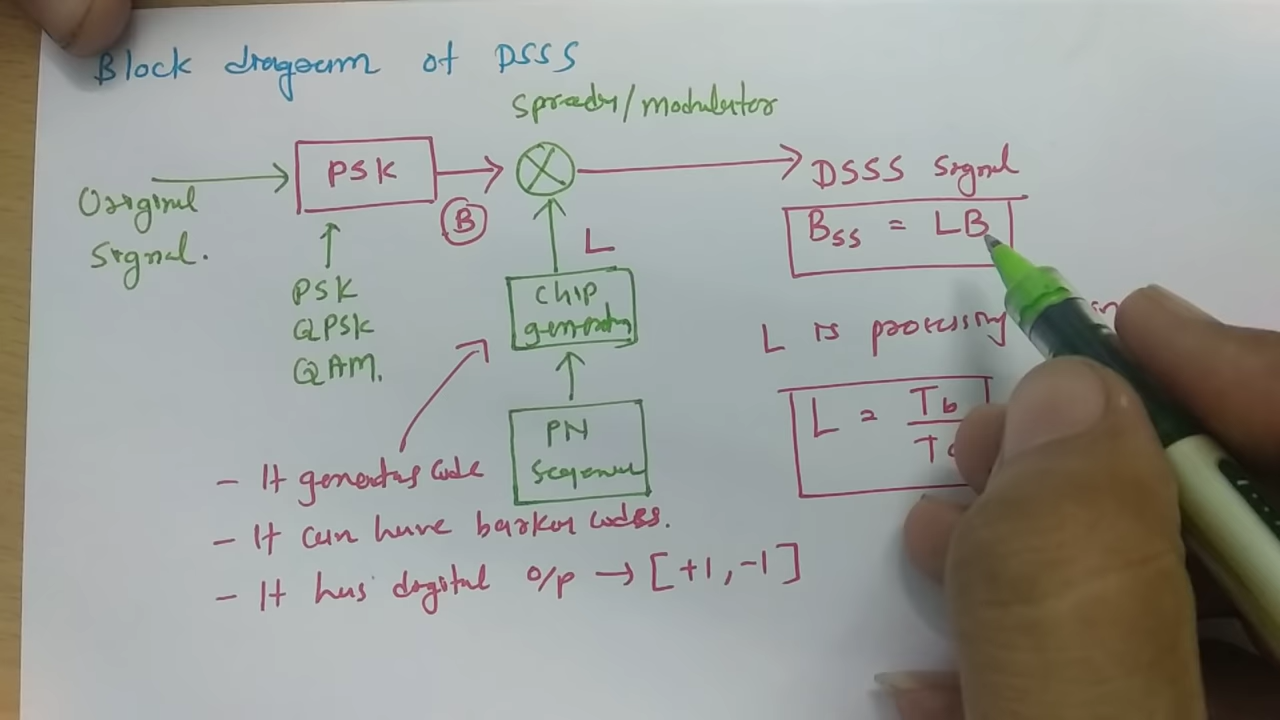 Block diagram of DSSS
Spreader/modulator
Original
Signal.
PSK
B
DSSS Signal
BSS = LB
L
PSK
QPSK
QAM.
Chip
generator
L is processing
L = Tb
Tc
PN
Sequence
- It generates code
- It can have barker codes.
- It has digital o/p → [+1, -1]